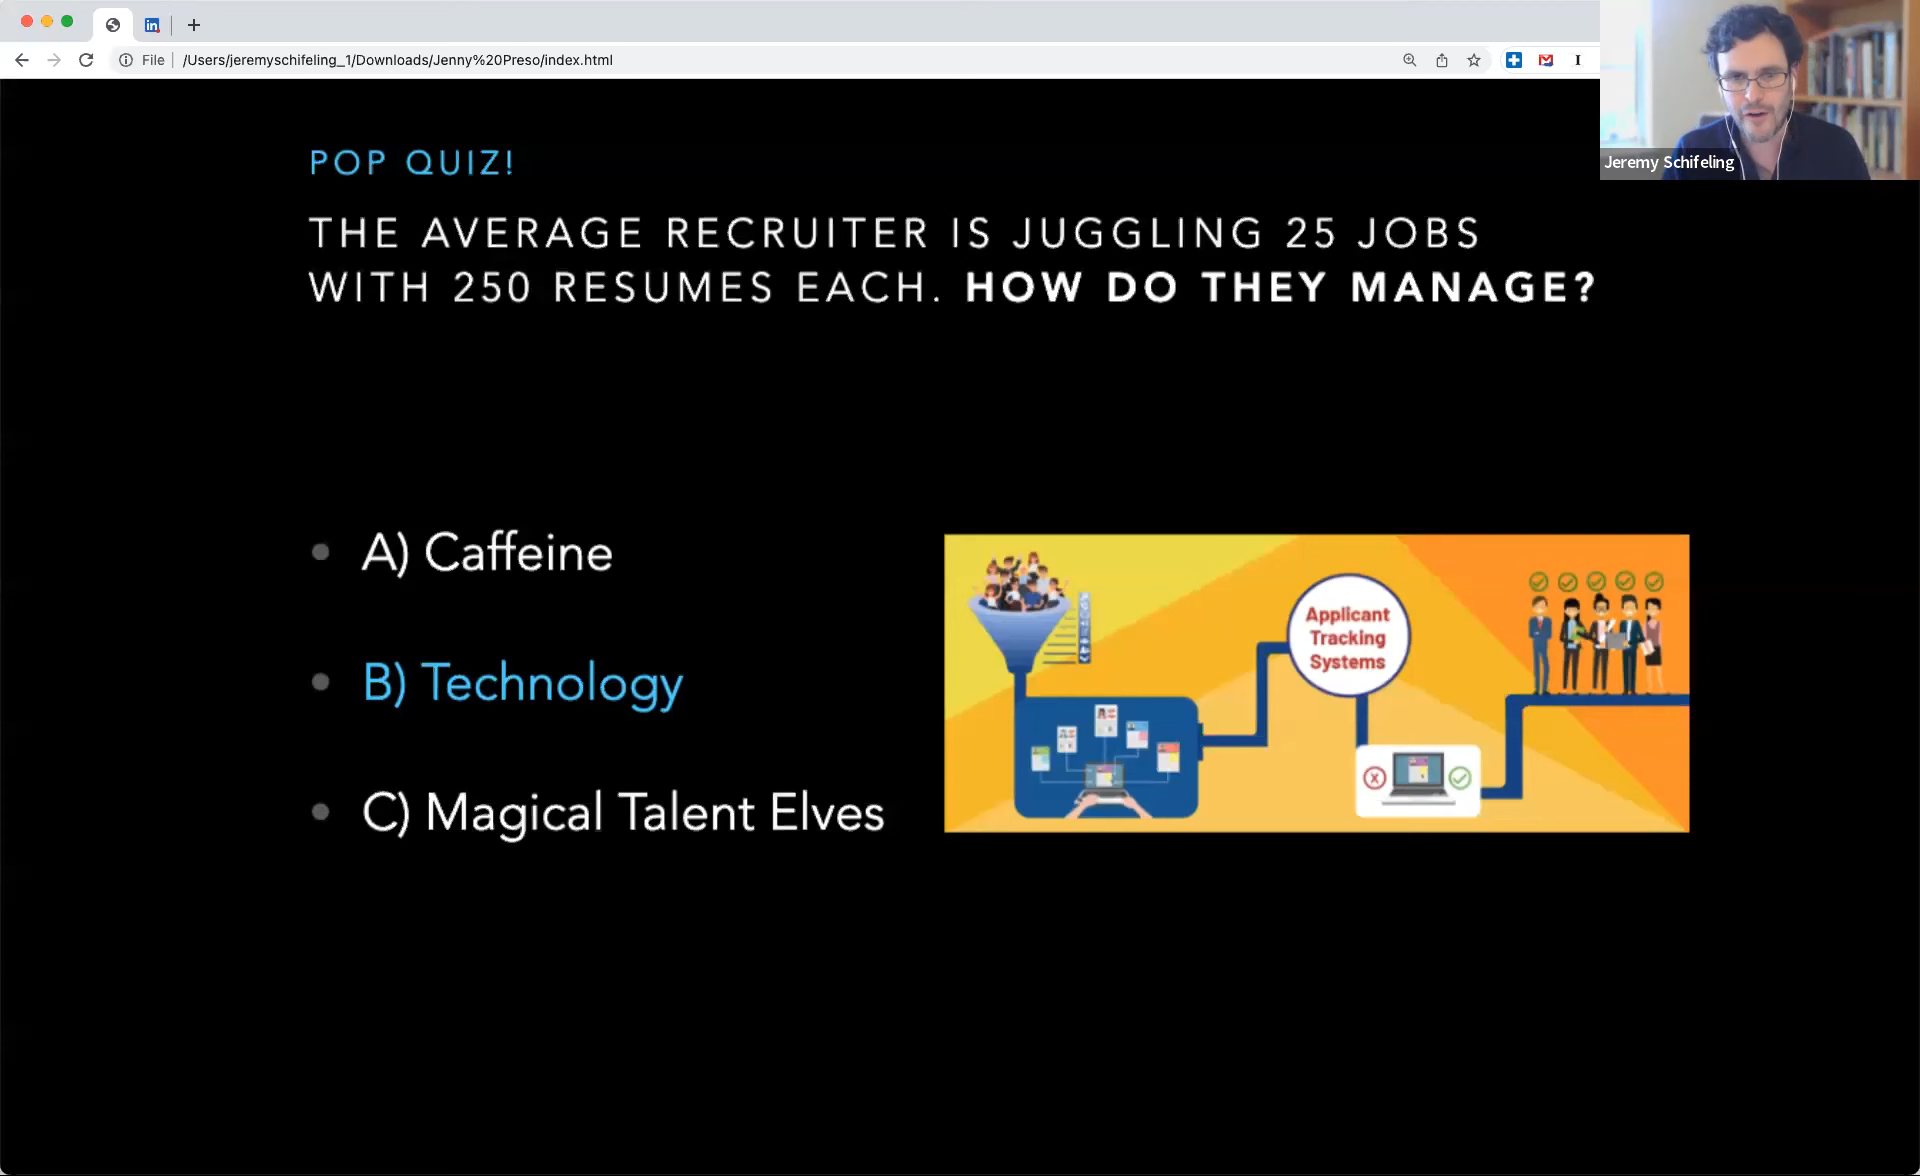 File
/Users/jeremyschifeling_1/Downloads/Jenny%20Preso/index.html
Jeremy Schifeling
POP QUIZ!
THE AVERAGE RECRUITER IS JUGGLING 25 JOBS
WITH 250 RESUMES EACH. HOW DO THEY MANAGE?
A) Caffeine
B) Technology
C) Magical Talent Elves
Applicant
Tracking
Systems